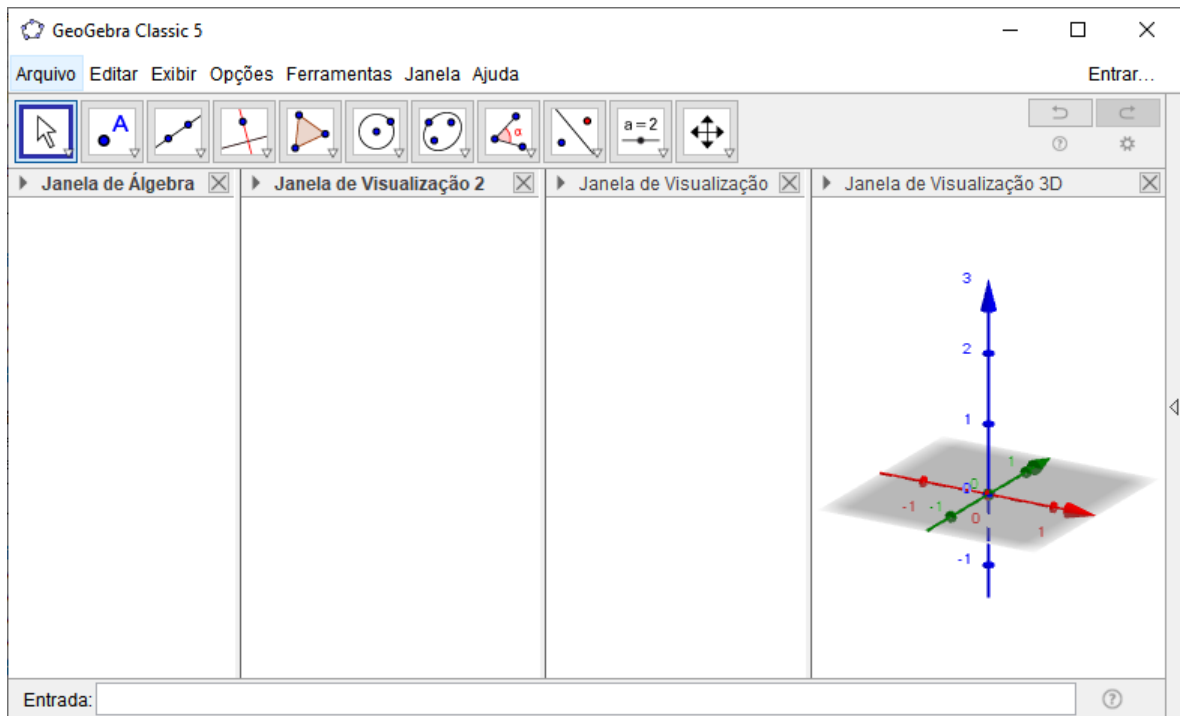 GeoGebra Classic 5
Arquivo Editar Exibir Opções Ferramentas Janela Ajuda Entrar...
A α a=2
Janela de Álgebra Janela de Visualização 2 Janela de Visualização Janela de Visualização 3D
3
2
1
1
0 0
-1 -1 0 1
-1
Entrada: